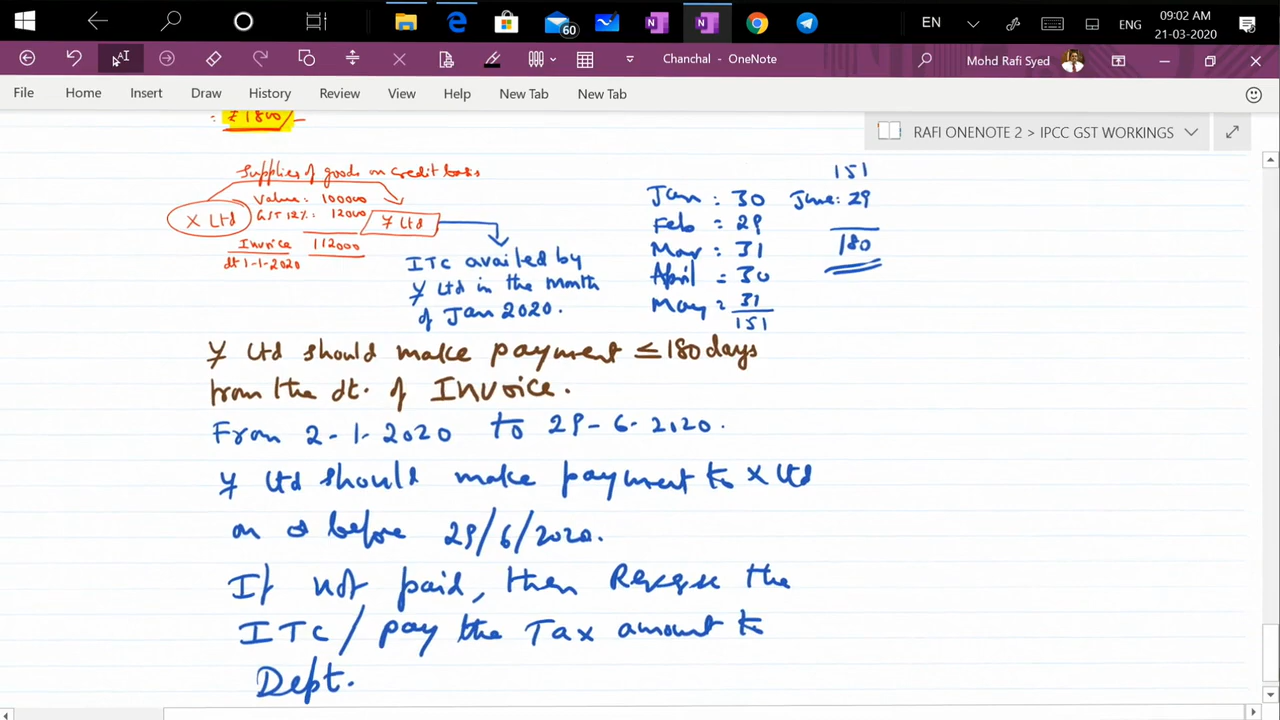 60
EN
ENG
09:02 AM
21-03-2020
Chanchal - OneNote
Mohd Rafi Syed
File Home Insert Draw History Review View Help New Tab New Tab
RAFI ONENOTE 2 > IPCC GST WORKINGS
: ₹1800/-
Supplies of goods on credit basis
X Ltd
Value: 100000
GST 12%: 12000
Invoice 112000
dt 1-1-2020
Y Ltd
ITC availed by
Y Ltd in the month
of Jan 2020.
Jan : 30
Feb = 29
Mar : 31
April = 30
May = 31
151
151
June: 29
180
Y Ltd should make payment ≤ 180 days
from the dt. of Invoice.
From 2-1-2020 to 29-6-2020.
Y Ltd should make payment to X Ltd
on or before 29/6/2020.
If not paid, then Reverse the
ITC / pay the Tax amount to
Dept.